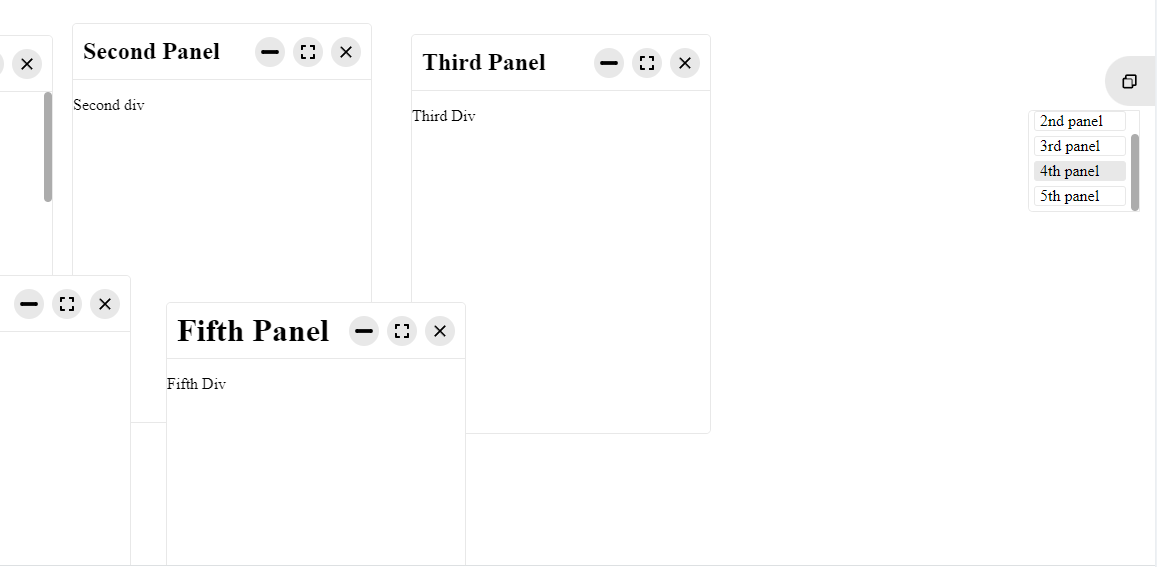 Second Panel
Second div
Third Panel
Third Div
2nd panel
3rd panel
4th panel
5th panel
Fifth Panel
Fifth Div